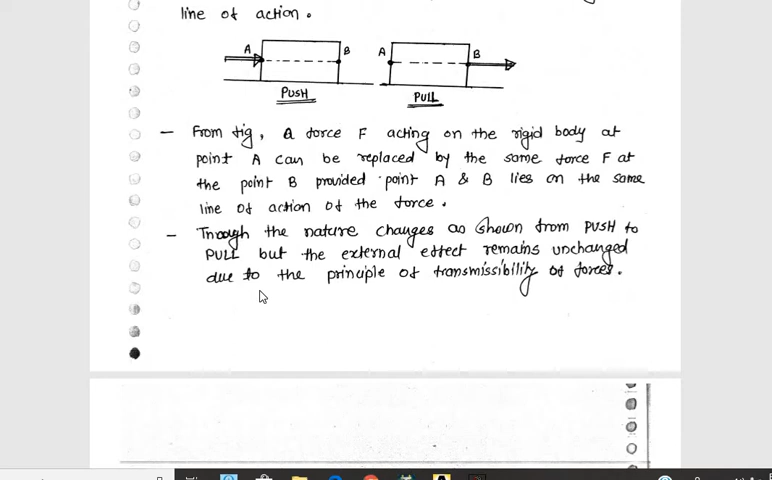 line of action.
A B A B
PUSH PULL
- From fig, a force F acting on the rigid body at
point A can be replaced by the same force F at
the point B provided point A & B lies on the same
line of action of the force.
- Though the nature changes as shown from PUSH to
PULL but the external effect remains unchanged
due to the principle of transmissibility of forces.